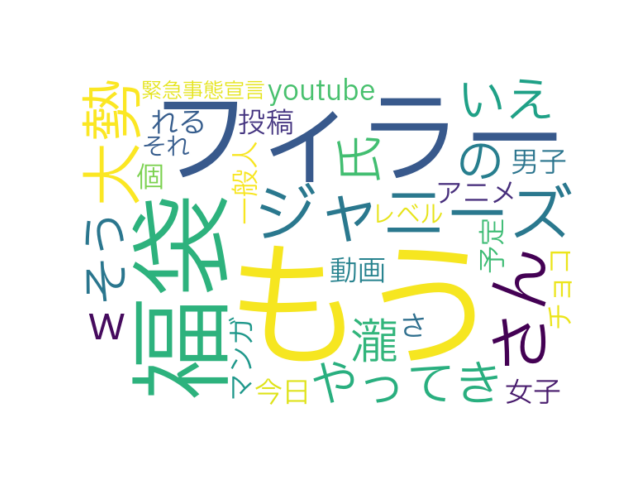 緊急事態宣言
youtube
いえ
大勢
フィラー
れる
投稿
の
それ
氏
男子
個
一般人
アニメ
ジャニーズ
レベル
福袋
そう
もう
予定
動画
さん
チョコ
w
瀧
さ
マンガ
やってき
今日
女子